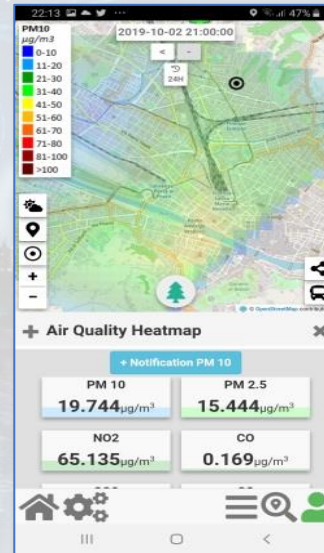 22:13 ... 47%
PM10
µg/m3
0-10
11-20
21-30
31-40
41-50
51-60
61-70
71-80
81-100
>100
2019-10-02 21:00:00
<
-
24H
+
-
© OpenStreetMap
+ Air Quality Heatmap ×
+ Notification PM 10
PM 10
19.744µg/m³
PM 2.5
15.444µg/m³
NO2
65.135µg/m³
CO
0.169µg/m³